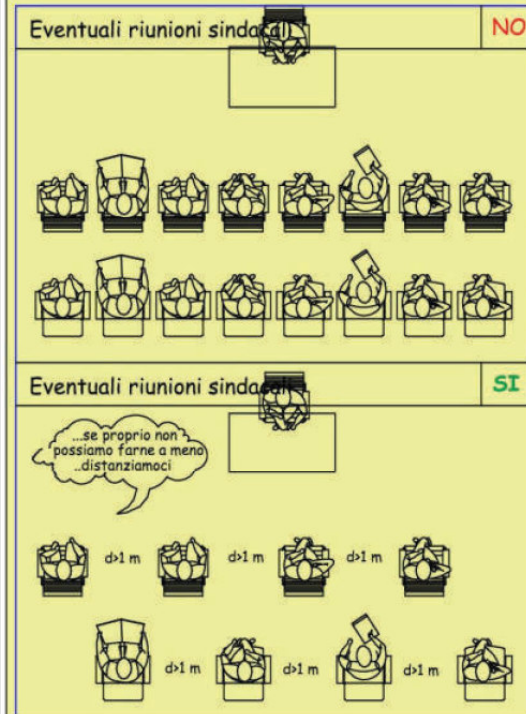 Eventuali riunioni sindacali
NO
Eventuali riunioni sindacali
SI
...se proprio non
possiamo farne a meno
..distanziamoci
d>1 m d>1 m d>1 m
d>1 m d>1 m d>1 m